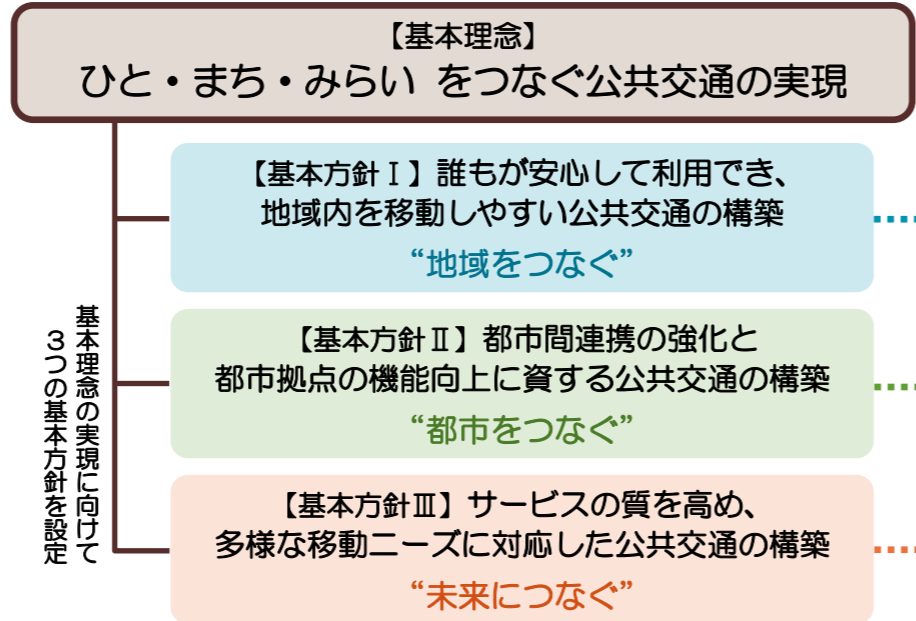 【基本理念】
ひと・まち・みらい をつなぐ公共交通の実現
【基本方針Ⅰ】誰もが安心して利用でき、
地域内を移動しやすい公共交通の構築
“地域をつなぐ”
【基本方針Ⅱ】都市間連携の強化と
都市拠点の機能向上に資する公共交通の構築
“都市をつなぐ”
【基本方針Ⅲ】サービスの質を高め、
多様な移動ニーズに対応した公共交通の構築
“未来につなぐ”
基本理念の実現に向けて
３つの基本方針を設定